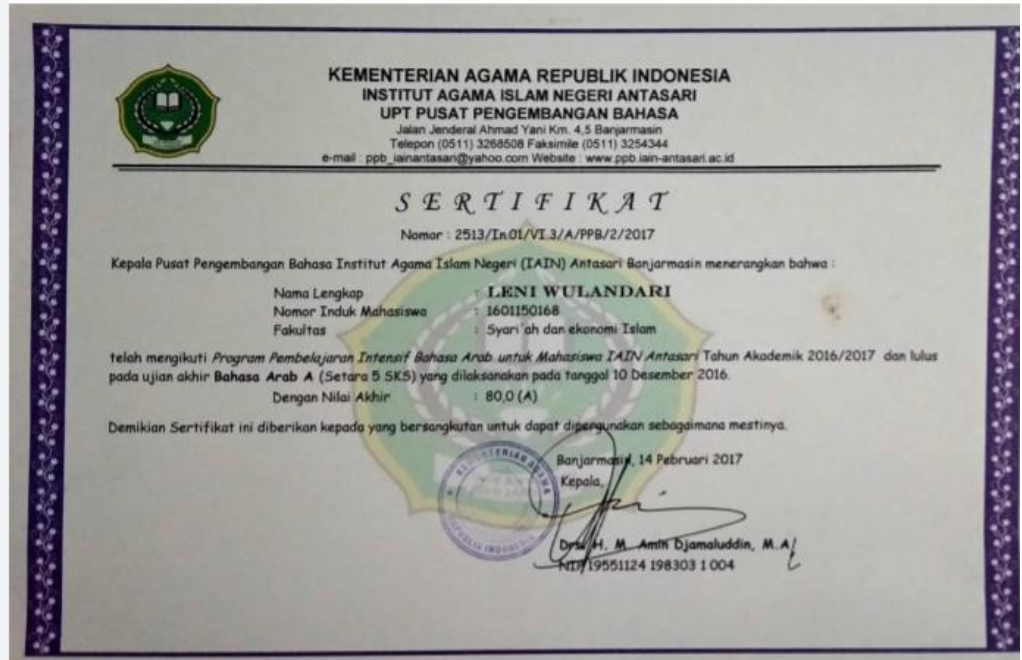 KEMENTERIAN AGAMA REPUBLIK INDONESIA
INSTITUT AGAMA ISLAM NEGERI ANTASARI
UPT PUSAT PENGEMBANGAN BAHASA
Jalan Jenderal Ahmad Yani Km. 4,5 Banjarmasin
Telepon (0511) 3268508 Faksimile (0511) 3254344
e-mail : ppb_iainantasari@yahoo.com Website : www.ppb.iain-antasari.ac.id
SERTIFIKAT
Nomor : 2513/In.01/VI.3/A/PPB/2/2017
Kepala Pusat Pengembangan Bahasa Institut Agama Islam Negeri (IAIN) Antasari Banjarmasin menerangkan bahwa :
Nama Lengkap : LENI WULANDARI
Nomor Induk Mahasiswa : 1601150168
Fakultas : Syari'ah dan ekonomi Islam
telah mengikuti Program Pembelajaran Intensif Bahasa Arab untuk Mahasiswa IAIN Antasari Tahun Akademik 2016/2017 dan lulus
pada ujian akhir Bahasa Arab A (Setara 5 SKS) yang dilaksanakan pada tanggal 10 Desember 2016.
Dengan Nilai Akhir : 80,0 (A)
Demikian Sertifikat ini diberikan kepada yang bersangkutan untuk dapat dipergunakan sebagaimana mestinya.
Banjarmasin, 14 Pebruari 2017
Kepala,
KEMENTERIAN AGAMA
REPUBLIK INDONESIA
Drs. H. M. Amin Djamaluddin, M.A
NIP 19551124 198303 1 004